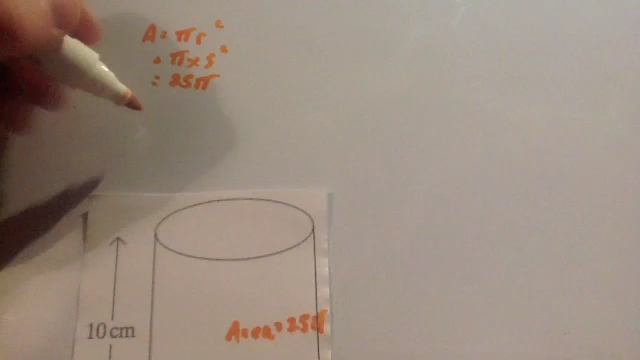 A = πr²
= π×5²
= 25π
10 cm
Area = 25π